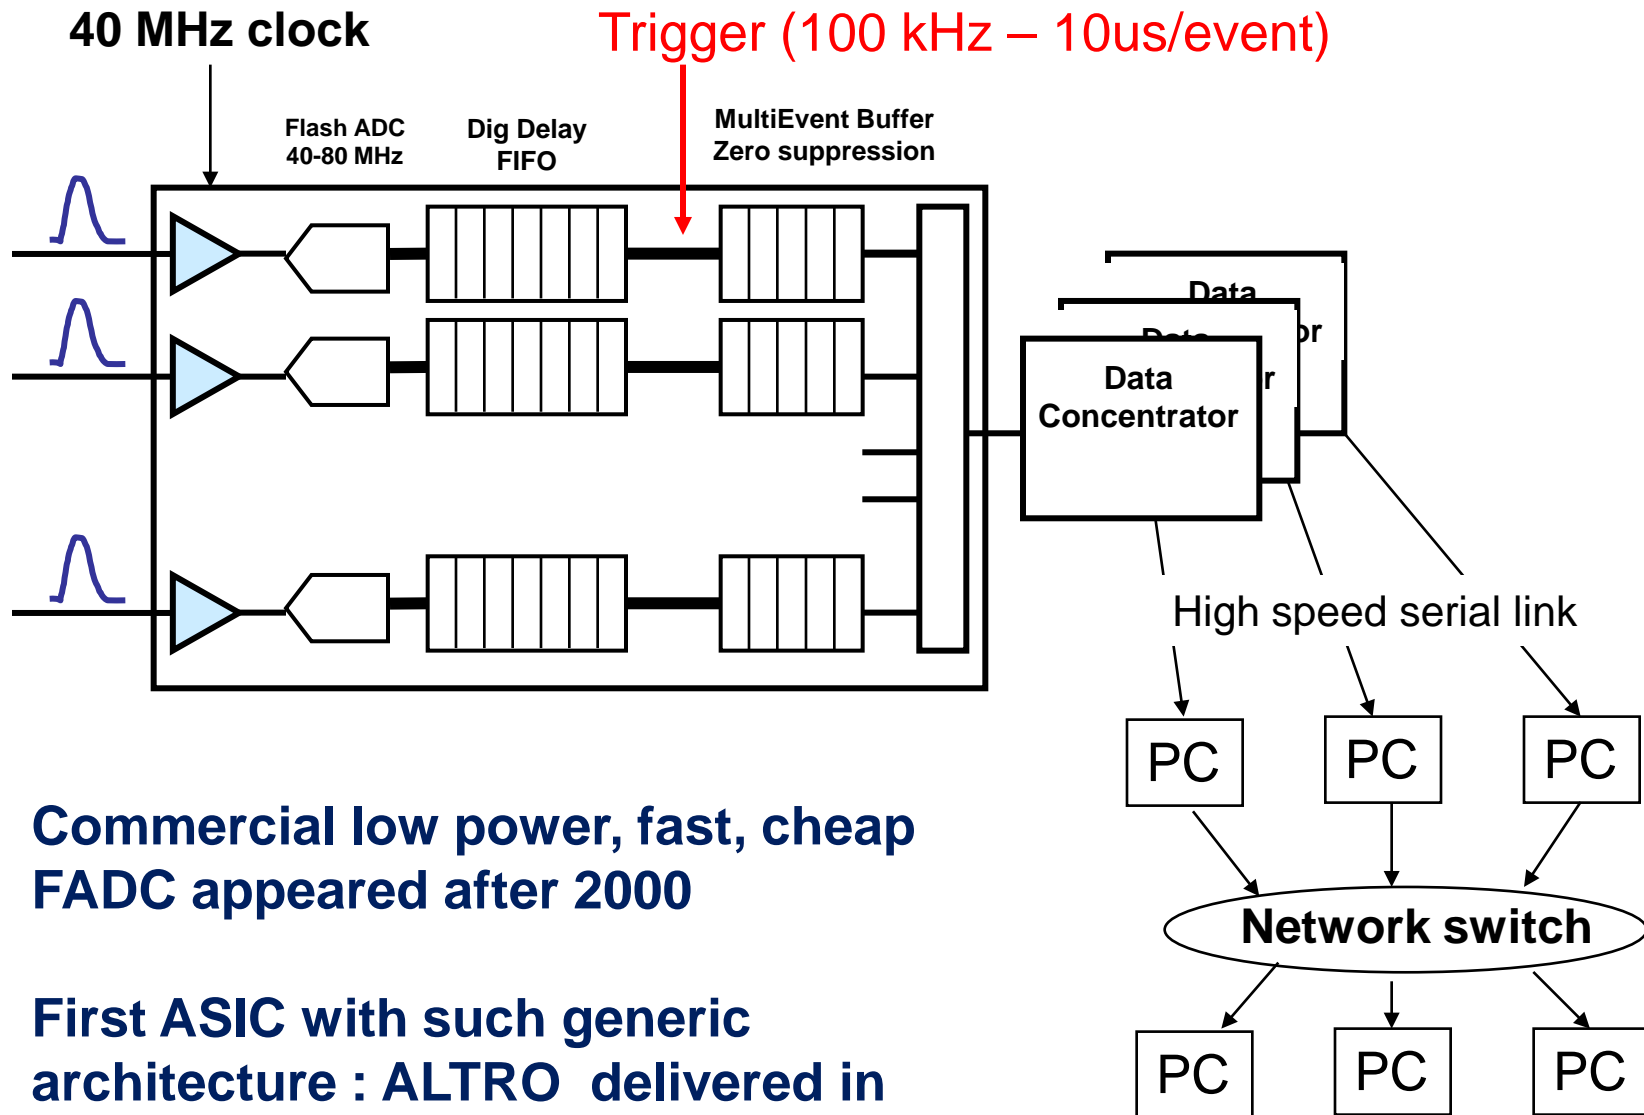 40 MHz clock
Trigger (100 kHz – 10us/event)
Flash ADC
40-80 MHz
Dig Delay
FIFO
MultiEvent Buffer
Zero suppression
Data
or
Data
r
Data
Concentrator
High speed serial link
PC
PC
PC
Commercial low power, fast, cheap
FADC appeared after 2000
Network switch
First ASIC with such generic
architecture : ALTRO delivered in
PC
PC
PC